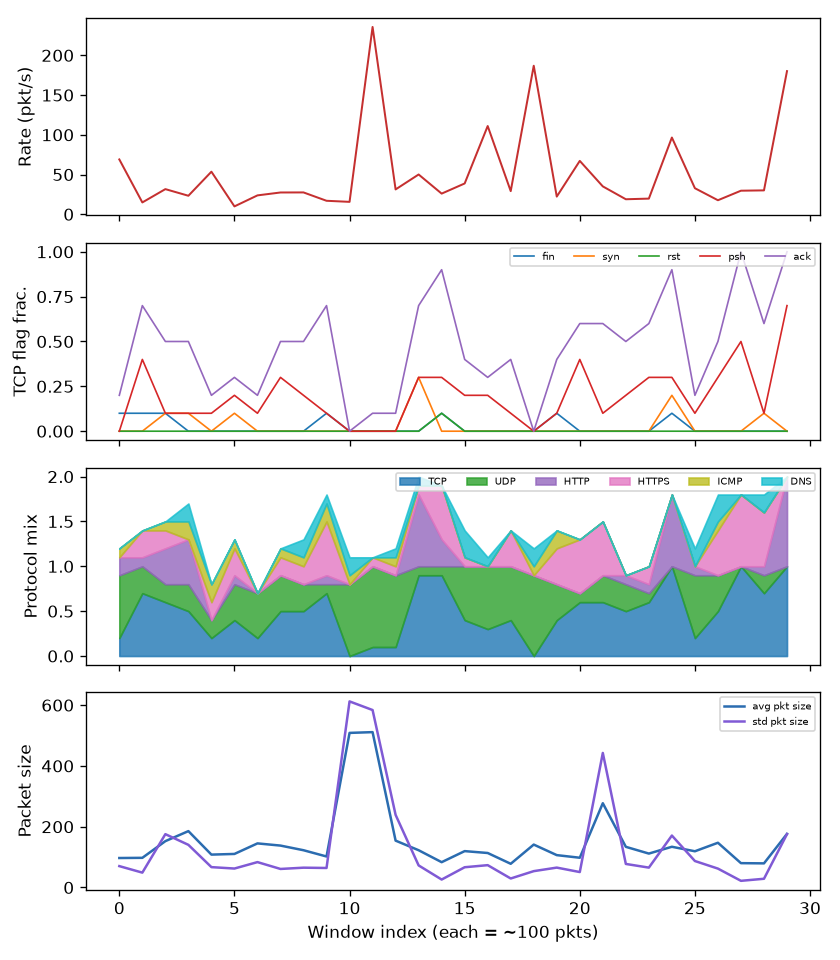 Rate (pkt/s)
200
150
100
50
0
TCP flag frac.
1.00
0.75
0.50
0.25
0.00
fin syn rst psh ack
Protocol mix
2.0
1.5
1.0
0.5
0.0
TCP UDP HTTP HTTPS ICMP DNS
Packet size
600
400
200
0
avg pkt size
std pkt size
0 5 10 15 20 25 30
Window index (each = ~100 pkts)